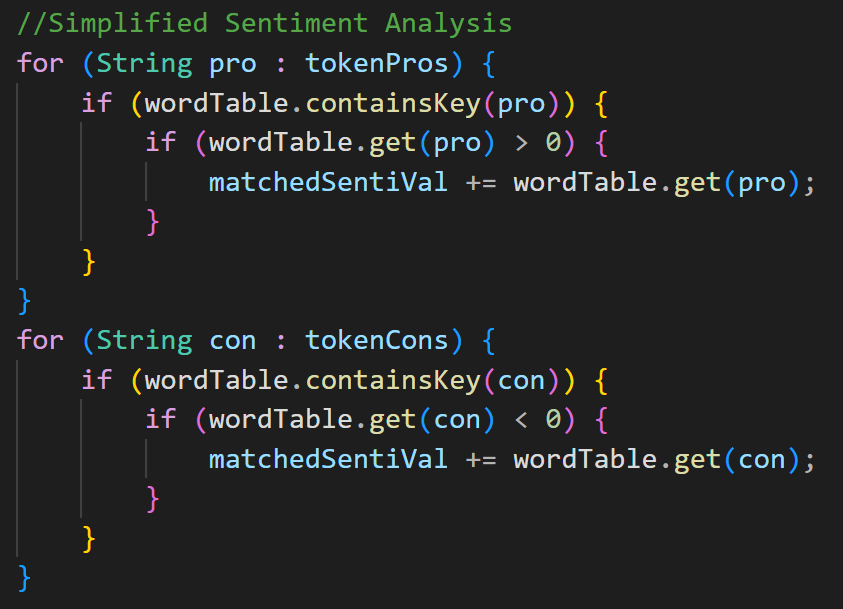 //Simplified Sentiment Analysis
for (String pro : tokenPros) {
    if (wordTable.containsKey(pro)) {
        if (wordTable.get(pro) > 0) {
            matchedSentiVal += wordTable.get(pro);
        }
    }
}
for (String con : tokenCons) {
    if (wordTable.containsKey(con)) {
        if (wordTable.get(con) < 0) {
            matchedSentiVal += wordTable.get(con);
        }
    }
}